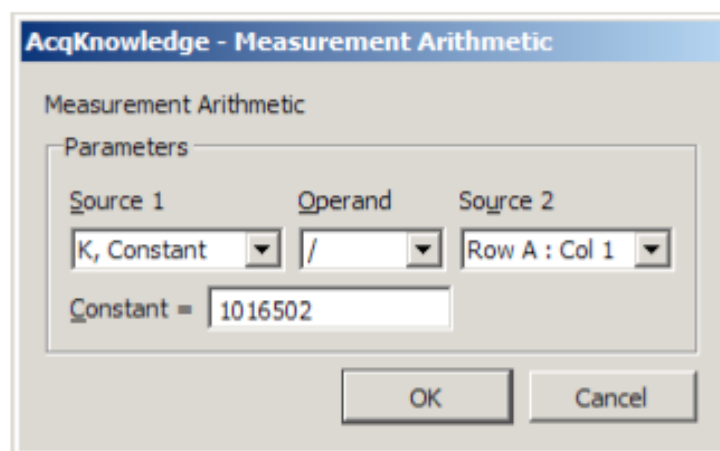 AcqKnowledge - Measurement Arithmetic
Measurement Arithmetic
Parameters
Source 1 Operand Source 2
K, Constant / Row A : Col 1
Constant = 1016502
OK Cancel